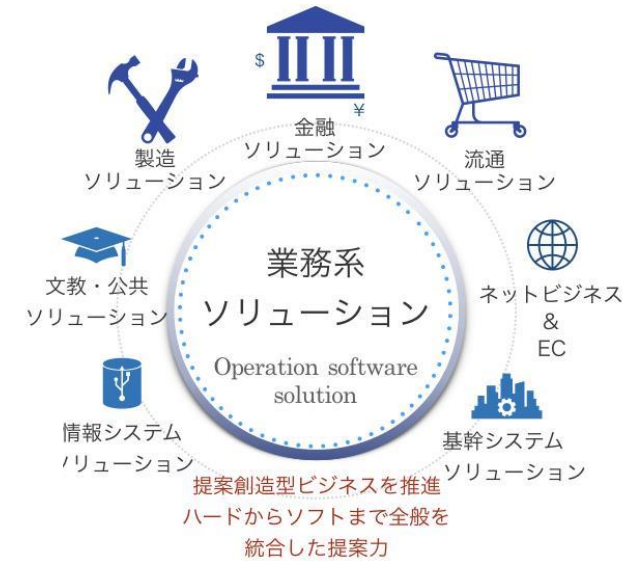 $
¥
金融
ソリューション
製造
ソリューション
流通
ソリューション
文教・公共
ソリューション
業務系
ソリューション
Operation software
solution
ネットビジネス
&
EC
情報システム
ソリューション
基幹システム
ソリューション
提案創造型ビジネスを推進
ハードからソフトまで全般を
統合した提案力